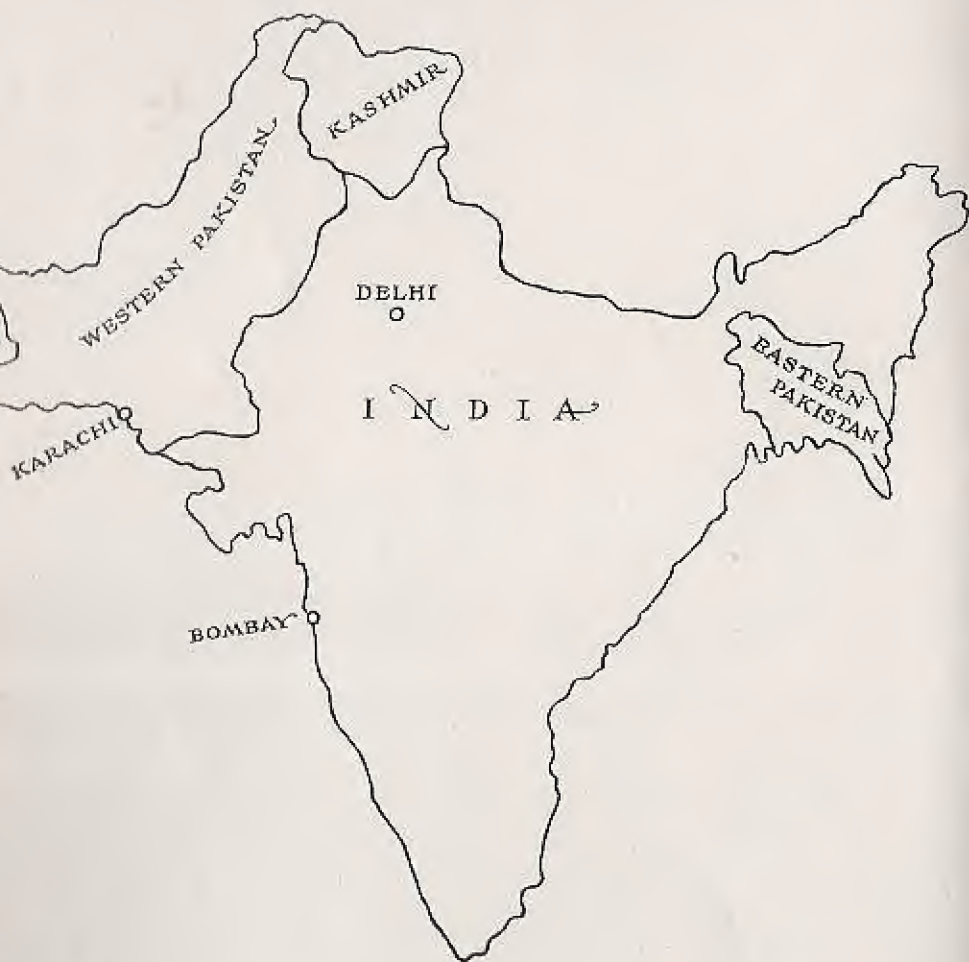 KASHMIR
WESTERN PAKISTAN
DELHI
INDIA
EASTERN
PAKISTAN
KARACHI
BOMBAY